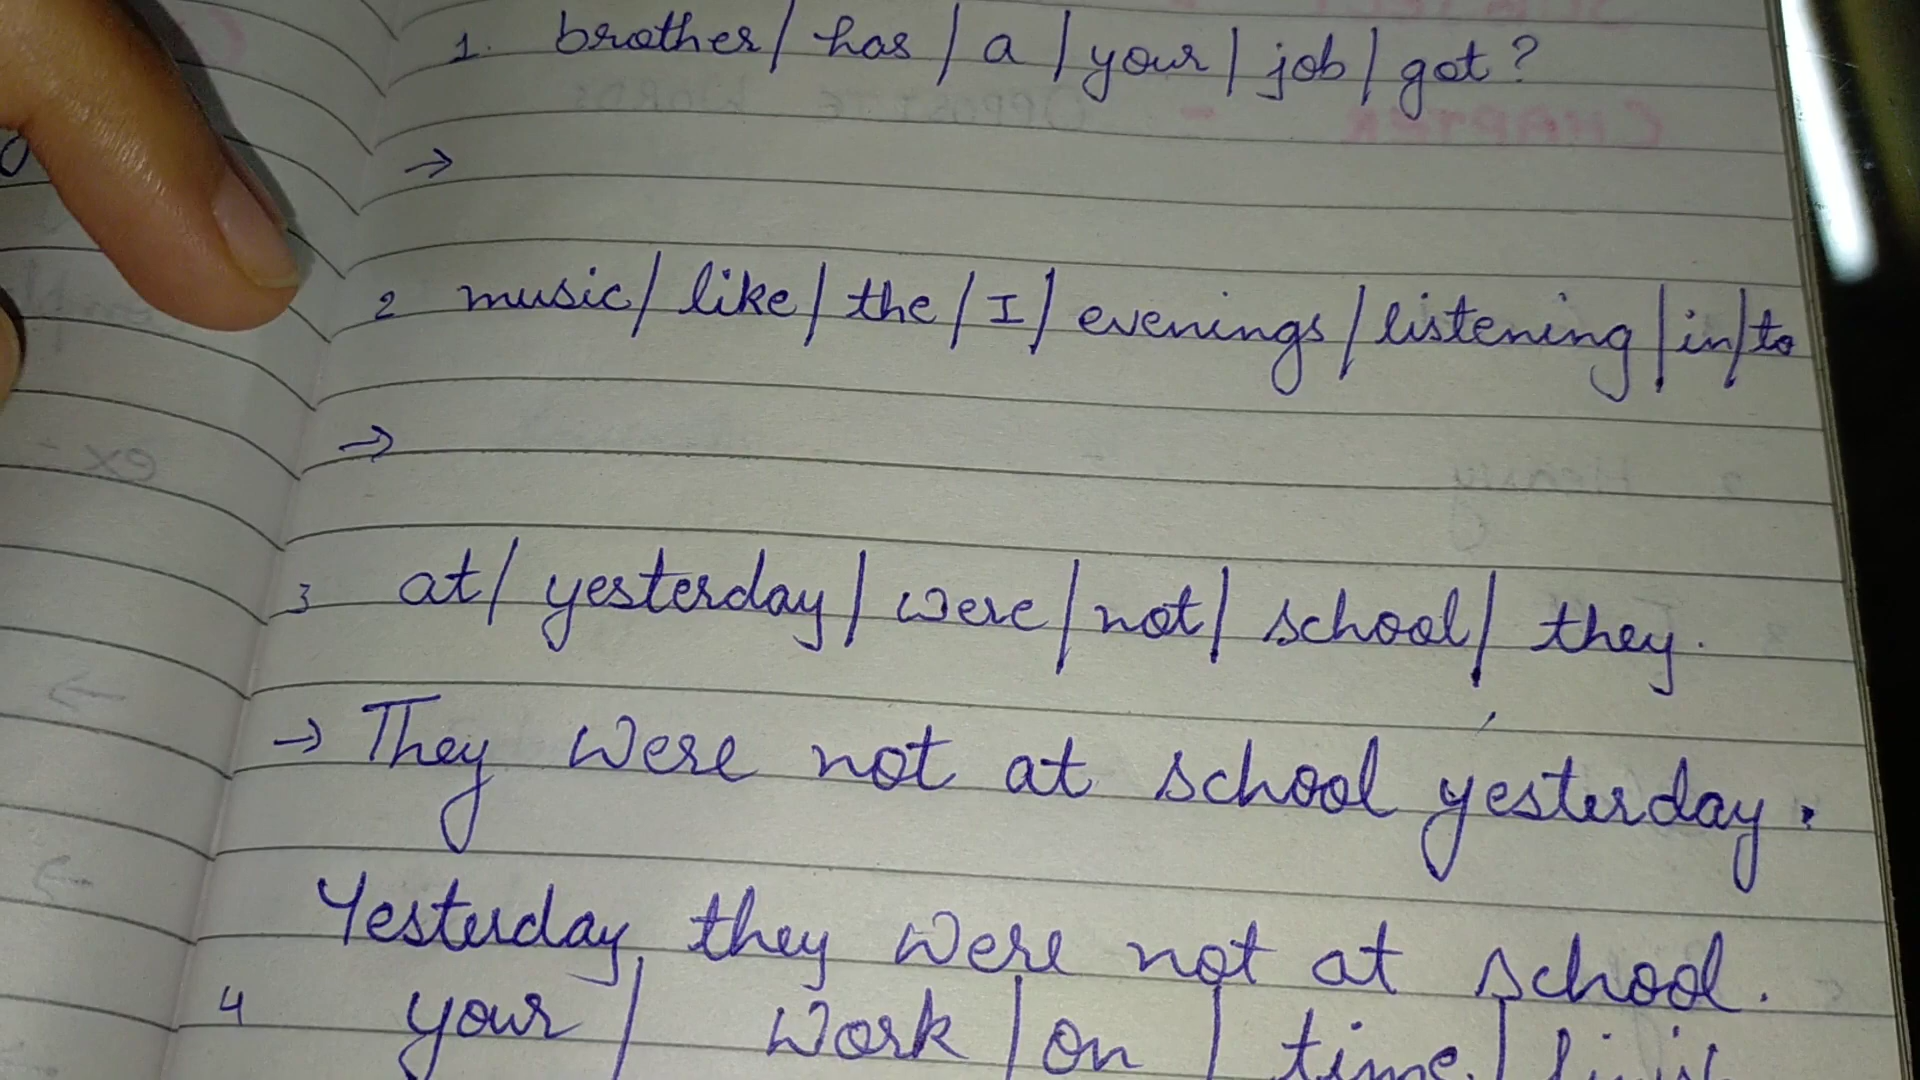 1. brother / has / a / your / job / got ?
→
2 music / like / the / I / evenings / listening / in / to
→
3 at / yesterday / were / not / school / they.
→ They were not at school yesterday.
Yesterday, they were not at school.
4 your / work / on / time /